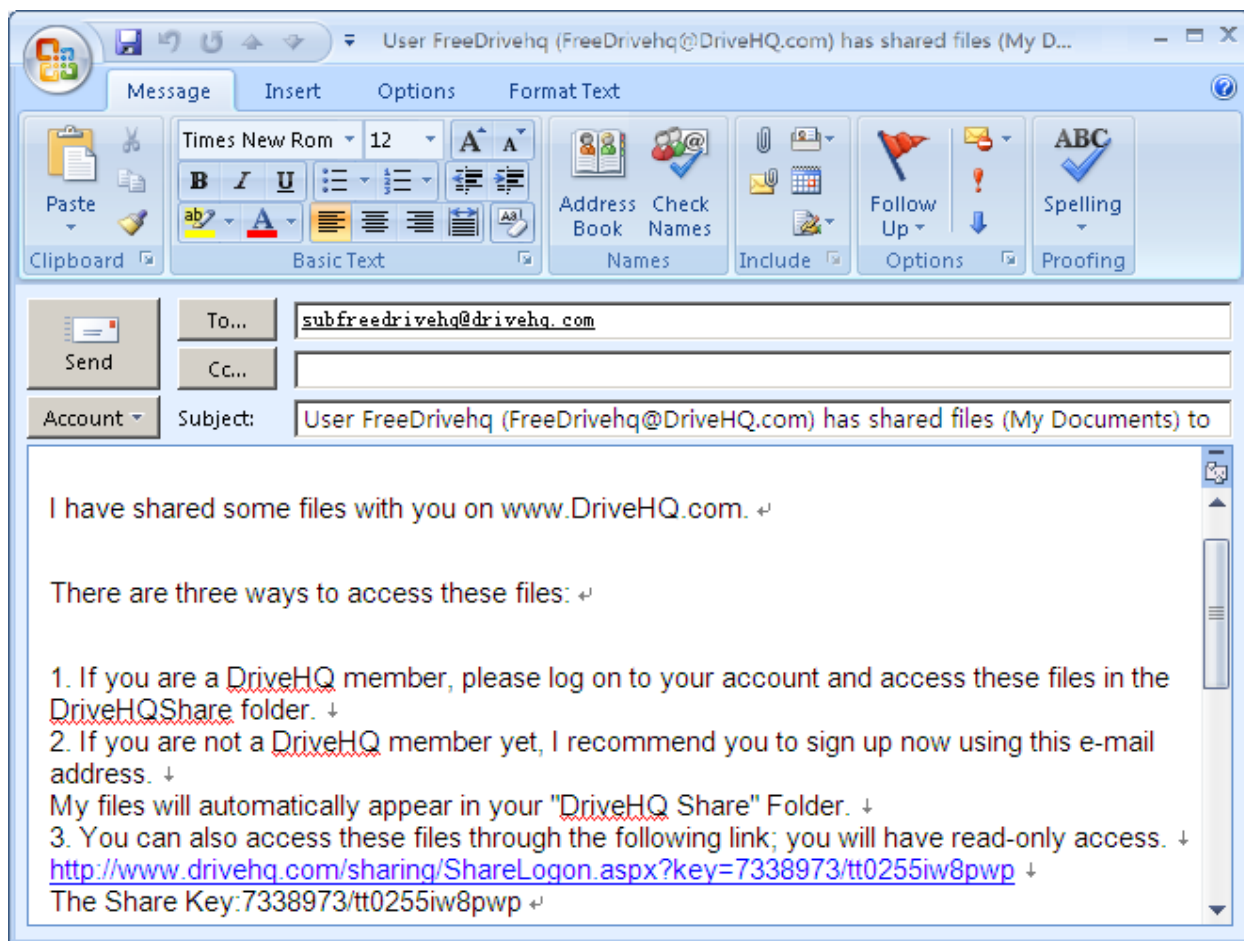 User FreeDrivehq (FreeDrivehq@DriveHQ.com) has shared files (My D...
Message Insert Options Format Text
Times New Rom 12 A A
B I U
Paste
ab A Aa
Address Book
Check Names
Follow Up
ABC
Spelling
Clipboard Basic Text Names Include Options Proofing
To... subfreedrivehq@drivehq.com
Send
Cc...
Account Subject: User FreeDrivehq (FreeDrivehq@DriveHQ.com) has shared files (My Documents) to
I have shared some files with you on www.DriveHQ.com.
There are three ways to access these files:
1. If you are a DriveHQ member, please log on to your account and access these files in the
DriveHQShare folder.
2. If you are not a DriveHQ member yet, I recommend you to sign up now using this e-mail
address.
My files will automatically appear in your "DriveHQ Share" Folder.
3. You can also access these files through the following link; you will have read-only access.
http://www.drivehq.com/sharing/ShareLogon.aspx?key=7338973/tt0255iw8pwp
The Share Key:7338973/tt0255iw8pwp